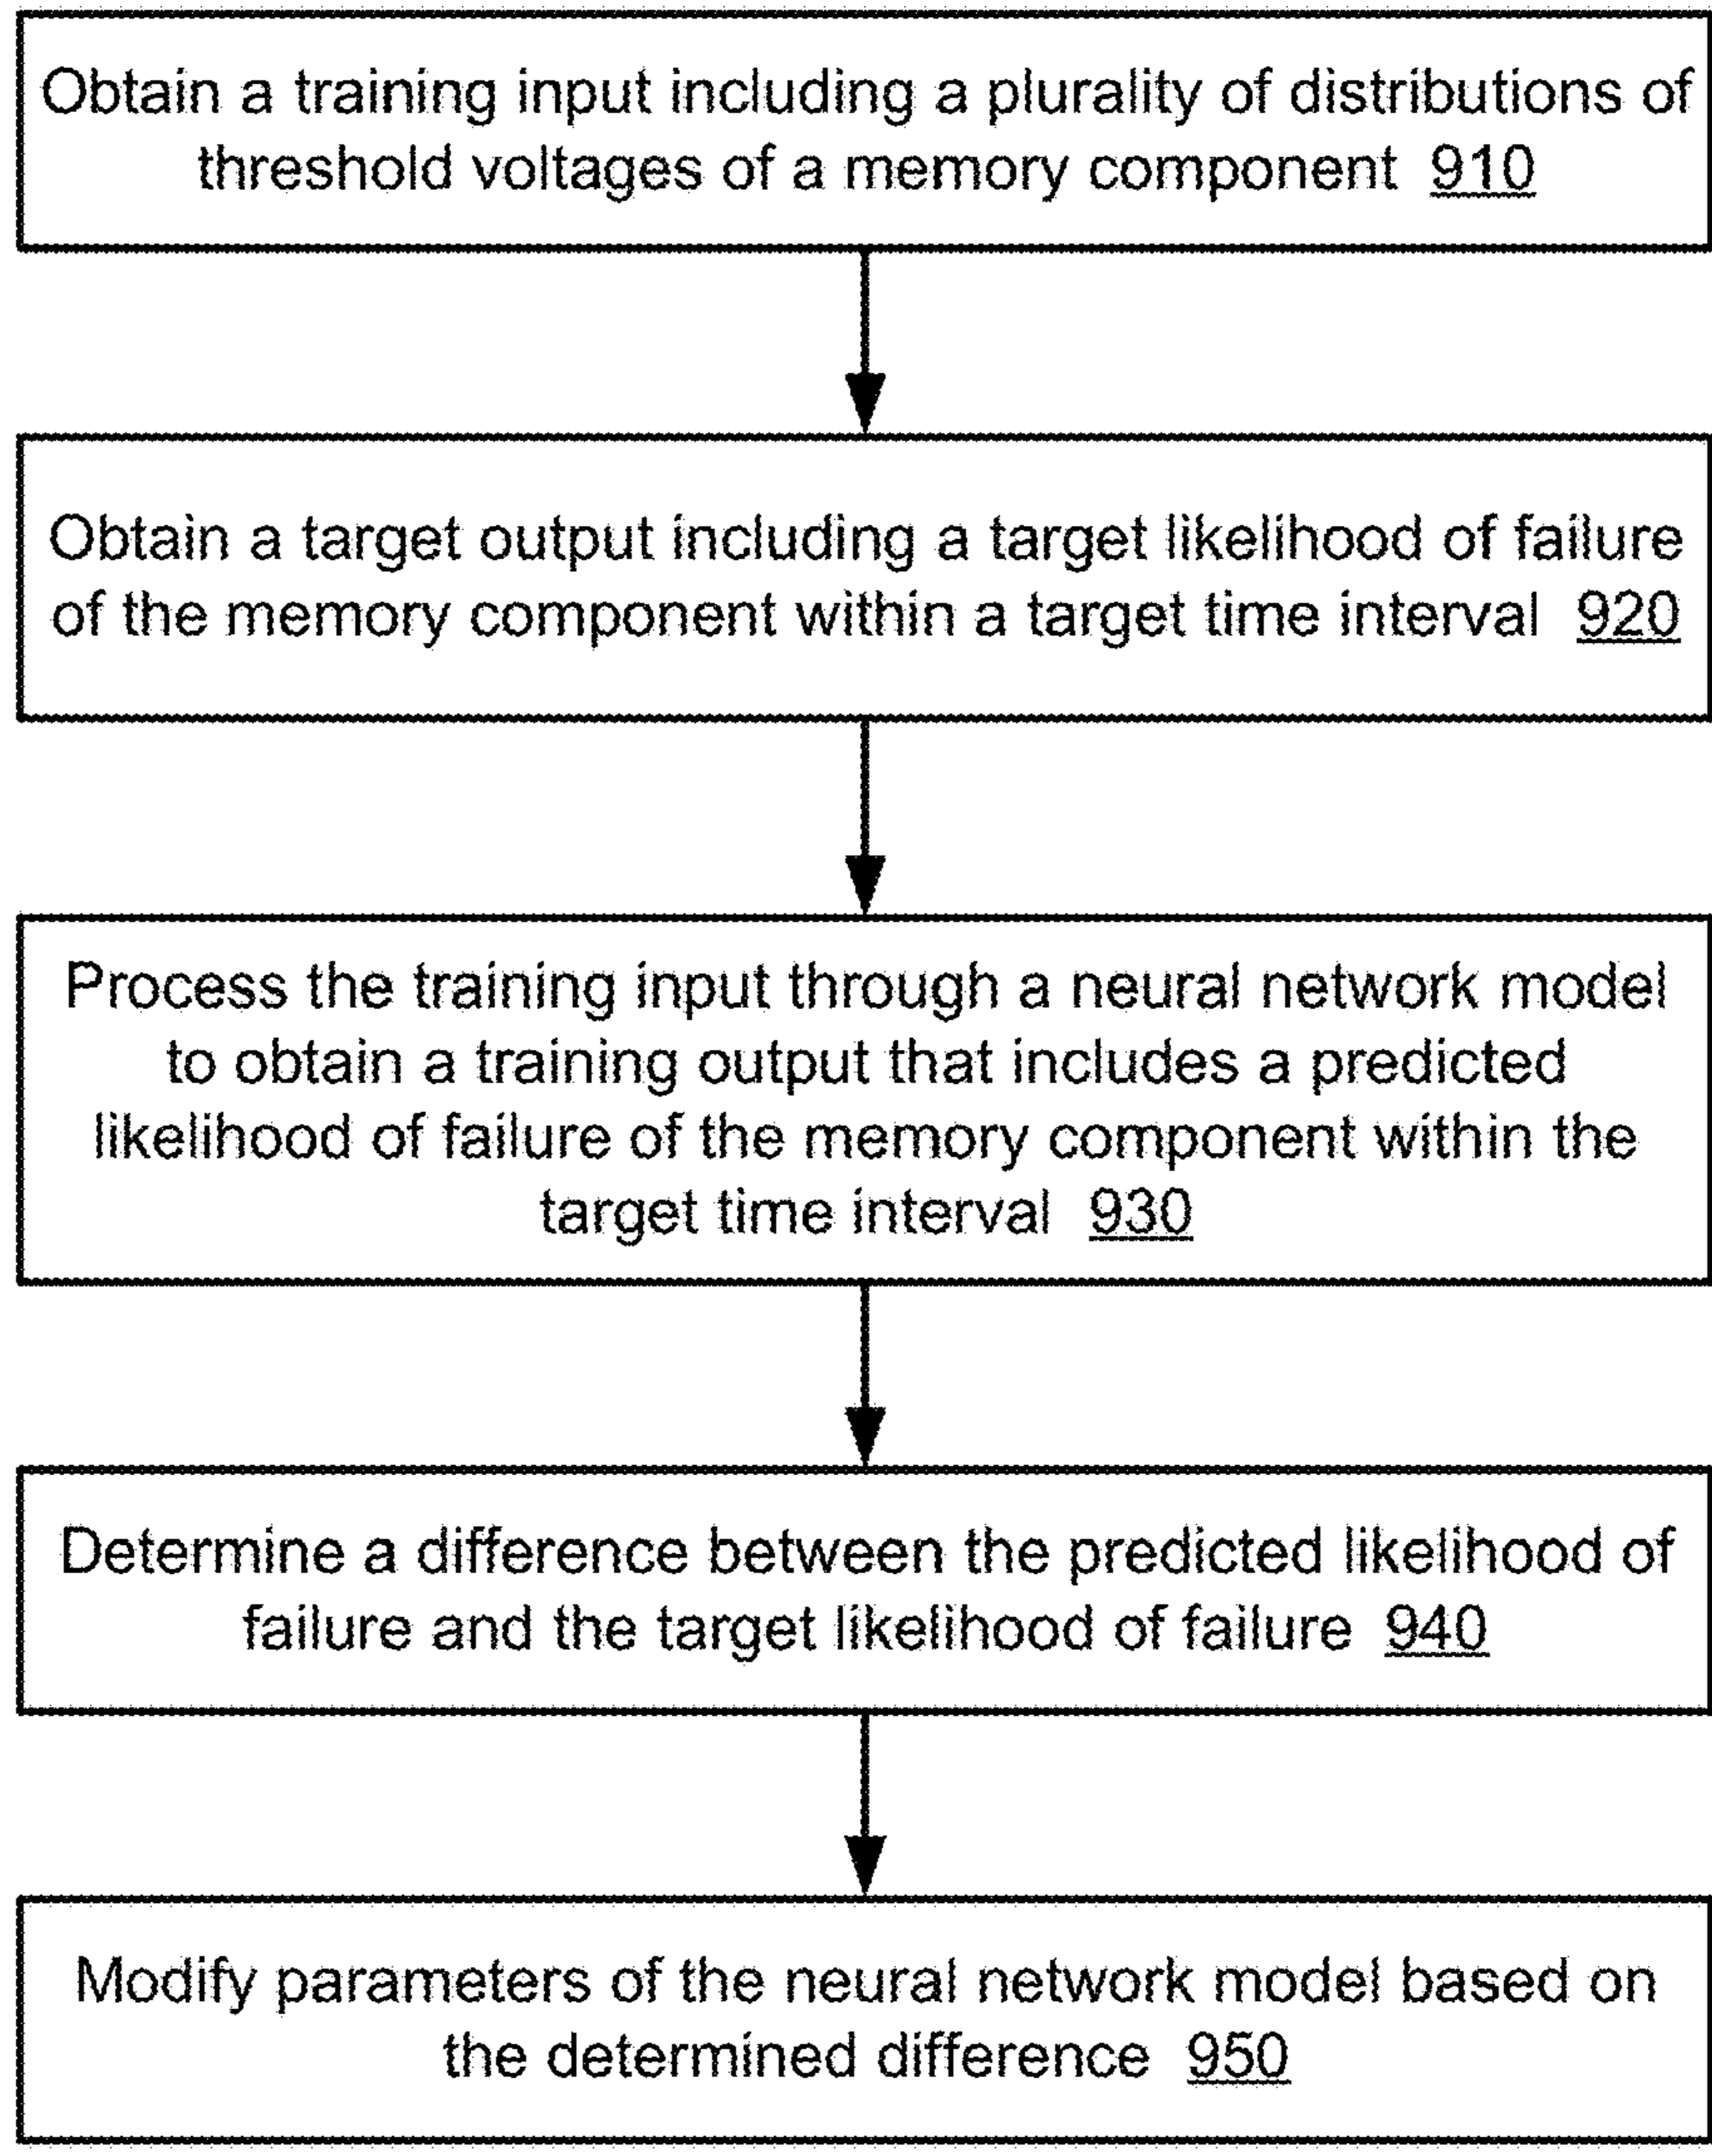 Obtain a training input including a plurality of distributions of
threshold voltages of a memory component 910
Obtain a target output including a target likelihood of failure
of the memory component within a target time interval 920
Process the training input through a neural network model
to obtain a training output that includes a predicted
likelihood of failure of the memory component within the
target time interval 930
Determine a difference between the predicted likelihood of
failure and the target likelihood of failure 940
Modify parameters of the neural network model based on
the determined difference 950